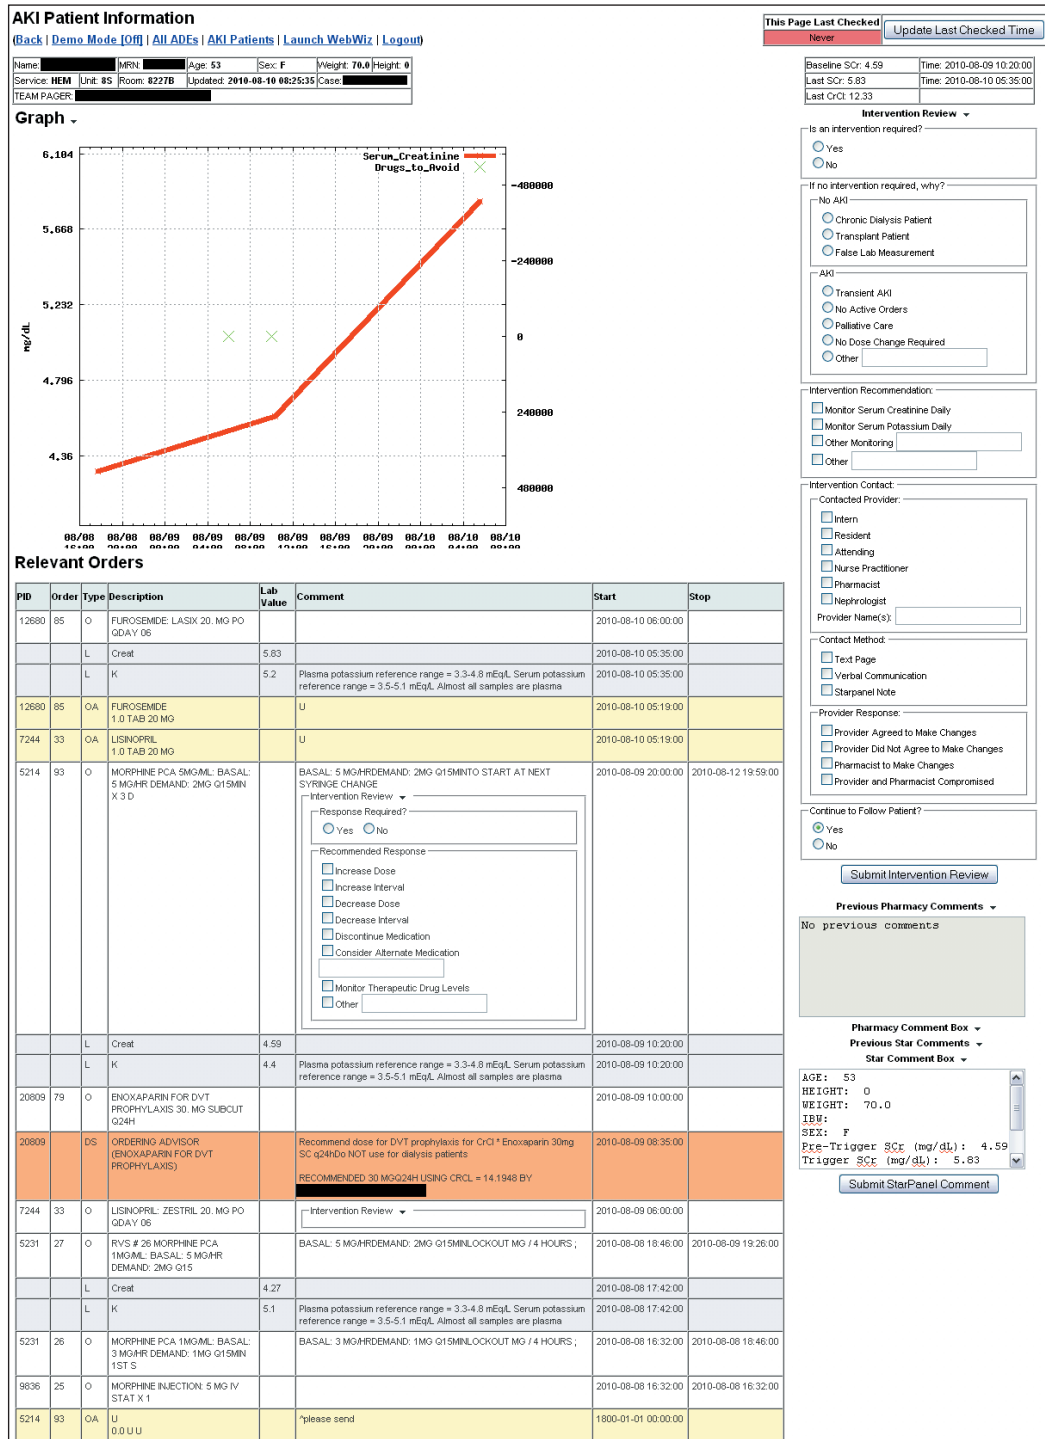 AKI Patient Information
(Back | Demo Mode [Off] | All ADEs | AKI Patients | Launch WebWiz | Logout)
This Page Last Checked
Never
Update Last Checked Time
Name: MRN: Age: 53 Sex: F Weight: 70.0 Height: 0
Service: HEM Unit: 8S Room: 8227B Updated: 2010-08-10 08:25:35 Case:
TEAM PAGER:
Baseline SCr: 4.59 Time: 2010-08-09 10:20:00
Last SCr: 5.83 Time: 2010-08-10 05:35:00
Last CrCl: 12.33
Graph
6,104
5,668
5,232
4,796
4,36
mg/dL
Serum_Creatinine
Drugs_to_Avoid
-480000
-240000
0
240000
480000
08/08 08/08 08/09 08/09 08/09 08/09 08/09 08/09 08/10 08/10 08/10
Relevant Orders
PID Order Type Description Lab Value Comment Start Stop
12680 85 O FUROSEMIDE: LASIX 20. MG PO 2010-08-10 06:00:00
QDAY 06
L Creat 5.83 2010-08-10 05:35:00
L K 5.2 Plasma potassium reference range = 3.3-4.8 mEq/L Serum potassium 2010-08-10 05:35:00
reference range = 3.5-5.1 mEq/L Almost all samples are plasma
12680 85 OA FUROSEMIDE U 2010-08-10 05:19:00
1.0 TAB 20 MG
7244 33 OA LISINOPRIL U 2010-08-10 05:19:00
1.0 TAB 20 MG
5214 93 O MORPHINE PCA 5MG/ML: BASAL: BASAL: 5 MG/HRDEMAND: 2MG Q15MINTO START AT NEXT 2010-08-09 20:00:00 2010-08-12 19:59:00
5 MG/HR DEMAND: 2MG Q15MIN SYRINGE CHANGE
X 3 D
Intervention Review
Response Required?
Yes No
Recommended Response
Increase Dose
Increase Interval
Decrease Dose
Decrease Interval
Discontinue Medication
Consider Alternate Medication
Monitor Therapeutic Drug Levels
Other
L Creat 4.59 2010-08-09 10:20:00
L K 4.4 Plasma potassium reference range = 3.3-4.8 mEq/L Serum potassium 2010-08-09 10:20:00
reference range = 3.5-5.1 mEq/L Almost all samples are plasma
20809 79 O ENOXAPARIN FOR DVT 2010-08-09 10:00:00
PROPHYLAXIS 30. MG SUBCUT
Q24H
20809 DS ORDERING ADVISOR Recommend dose for DVT prophylaxis for CrCl * Enoxaparin 30mg 2010-08-09 08:35:00
(ENOXAPARIN FOR DVT SC q24hDo NOT use for dialysis patients
PROPHYLAXIS)
RECOMMENDED 30 MGQ24H USING CRCL = 14.1948 BY
7244 33 O LISINOPRIL: ZESTRIL 20. MG PO Intervention Review 2010-08-09 06:00:00
QDAY 06
5231 27 O RVS # 26 MORPHINE PCA BASAL: 5 MG/HRDEMAND: 2MG Q15MINLOCKOUT MG / 4 HOURS ; 2010-08-08 18:46:00 2010-08-09 19:26:00
1MG/ML: BASAL: 5 MG/HR
DEMAND: 2MG Q15
L Creat 4.27 2010-08-08 17:42:00
L K 5.1 Plasma potassium reference range = 3.3-4.8 mEq/L Serum potassium 2010-08-08 17:42:00
reference range = 3.5-5.1 mEq/L Almost all samples are plasma
5231 26 O MORPHINE PCA 1MG/ML: BASAL: BASAL: 3 MG/HRDEMAND: 1MG Q15MINLOCKOUT MG / 4 HOURS ; 2010-08-08 16:32:00 2010-08-08 18:46:00
3 MG/HR DEMAND: 1MG Q15MIN
1ST S
9836 25 O MORPHINE INJECTION: 5 MG IV 2010-08-08 16:32:00 2010-08-08 16:32:00
STAT X 1
5214 93 OA U ^please send 1800-01-01 00:00:00
0.0 U U
Intervention Review
Is an intervention required?
Yes
No
If no intervention required, why?
No AKI
Chronic Dialysis Patient
Transplant Patient
False Lab Measurement
AKI
Transient AKI
No Active Orders
Palliative Care
No Dose Change Required
Other
Intervention Recommendation:
Monitor Serum Creatinine Daily
Monitor Serum Potassium Daily
Other Monitoring
Other
Intervention Contact:
Contacted Provider:
Intern
Resident
Attending
Nurse Practitioner
Pharmacist
Nephrologist
Provider Name(s):
Contact Method:
Text Page
Verbal Communication
Starpanel Note
Provider Response:
Provider Agreed to Make Changes
Provider Did Not Agree to Make Changes
Pharmacist to Make Changes
Provider and Pharmacist Compromised
Continue to Follow Patient?
Yes
No
Submit Intervention Review
Previous Pharmacy Comments
No previous comments
Pharmacy Comment Box
Previous Star Comments
Star Comment Box
AGE: 53
HEIGHT: 0
WEIGHT: 70.0
IBW:
SEX: F
Pre-Trigger SCr (mg/dL): 4.59
Trigger SCr (mg/dL): 5.83
Submit StarPanel Comment